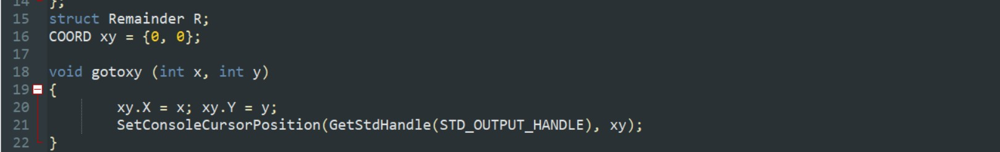 14 };
15 struct Remainder R;
16 COORD xy = {0, 0};
17
18 void gotoxy (int x, int y)
19 {
20 xy.X = x; xy.Y = y;
21 SetConsoleCursorPosition(GetStdHandle(STD_OUTPUT_HANDLE), xy);
22 }